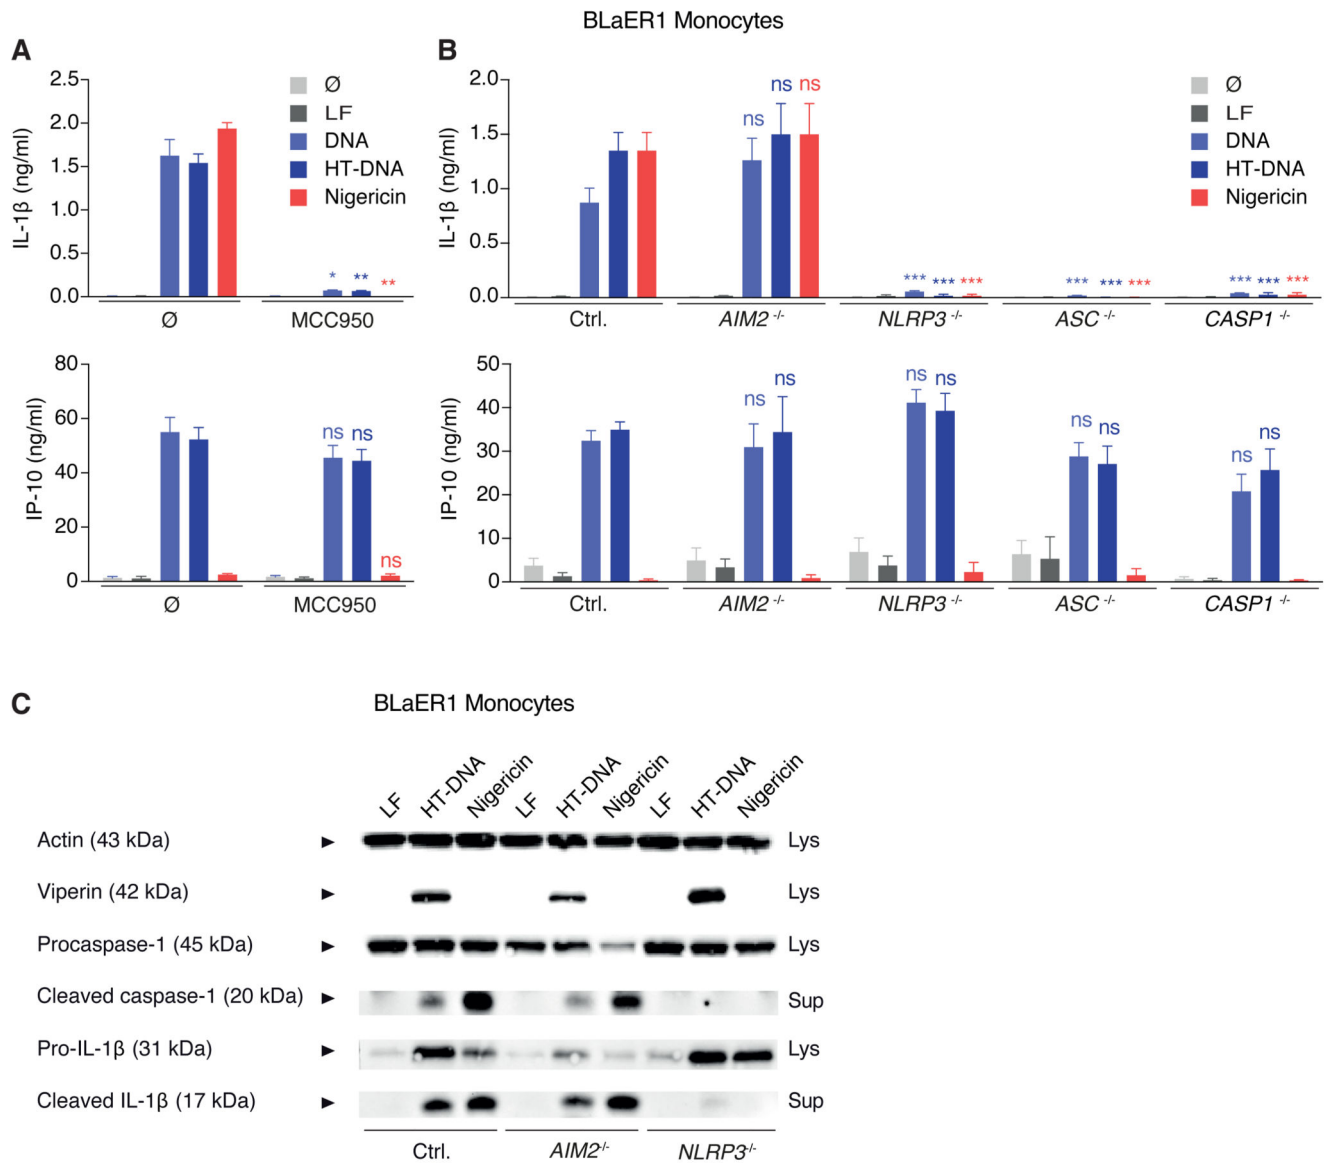 BLaER1 Monocytes
A
IL-1β (ng/ml)
2.5
2.0
1.5
1.0
0.5
0.0
Ø
LF
DNA
HT-DNA
Nigericin
* ** **
Ø MCC950
IP-10 (ng/ml)
80
60
40
20
0
ns ns ns
Ø MCC950
B
IL-1β (ng/ml)
2.0
1.5
1.0
0.5
0.0
Ø
LF
DNA
HT-DNA
Nigericin
ns ns ns
*** *** *** *** *** *** *** *** ***
Ctrl. AIM2 -/- NLRP3 -/- ASC -/- CASP1 -/-
IP-10 (ng/ml)
50
40
30
20
10
0
ns ns ns ns ns ns ns ns
Ctrl. AIM2 -/- NLRP3 -/- ASC -/- CASP1 -/-
C
BLaER1 Monocytes
LF HT-DNA Nigericin LF HT-DNA Nigericin LF HT-DNA Nigericin
Actin (43 kDa) Lys
Viperin (42 kDa) Lys
Procaspase-1 (45 kDa) Lys
Cleaved caspase-1 (20 kDa) Sup
Pro-IL-1β (31 kDa) Lys
Cleaved IL-1β (17 kDa) Sup
Ctrl. AIM2-/- NLRP3-/-